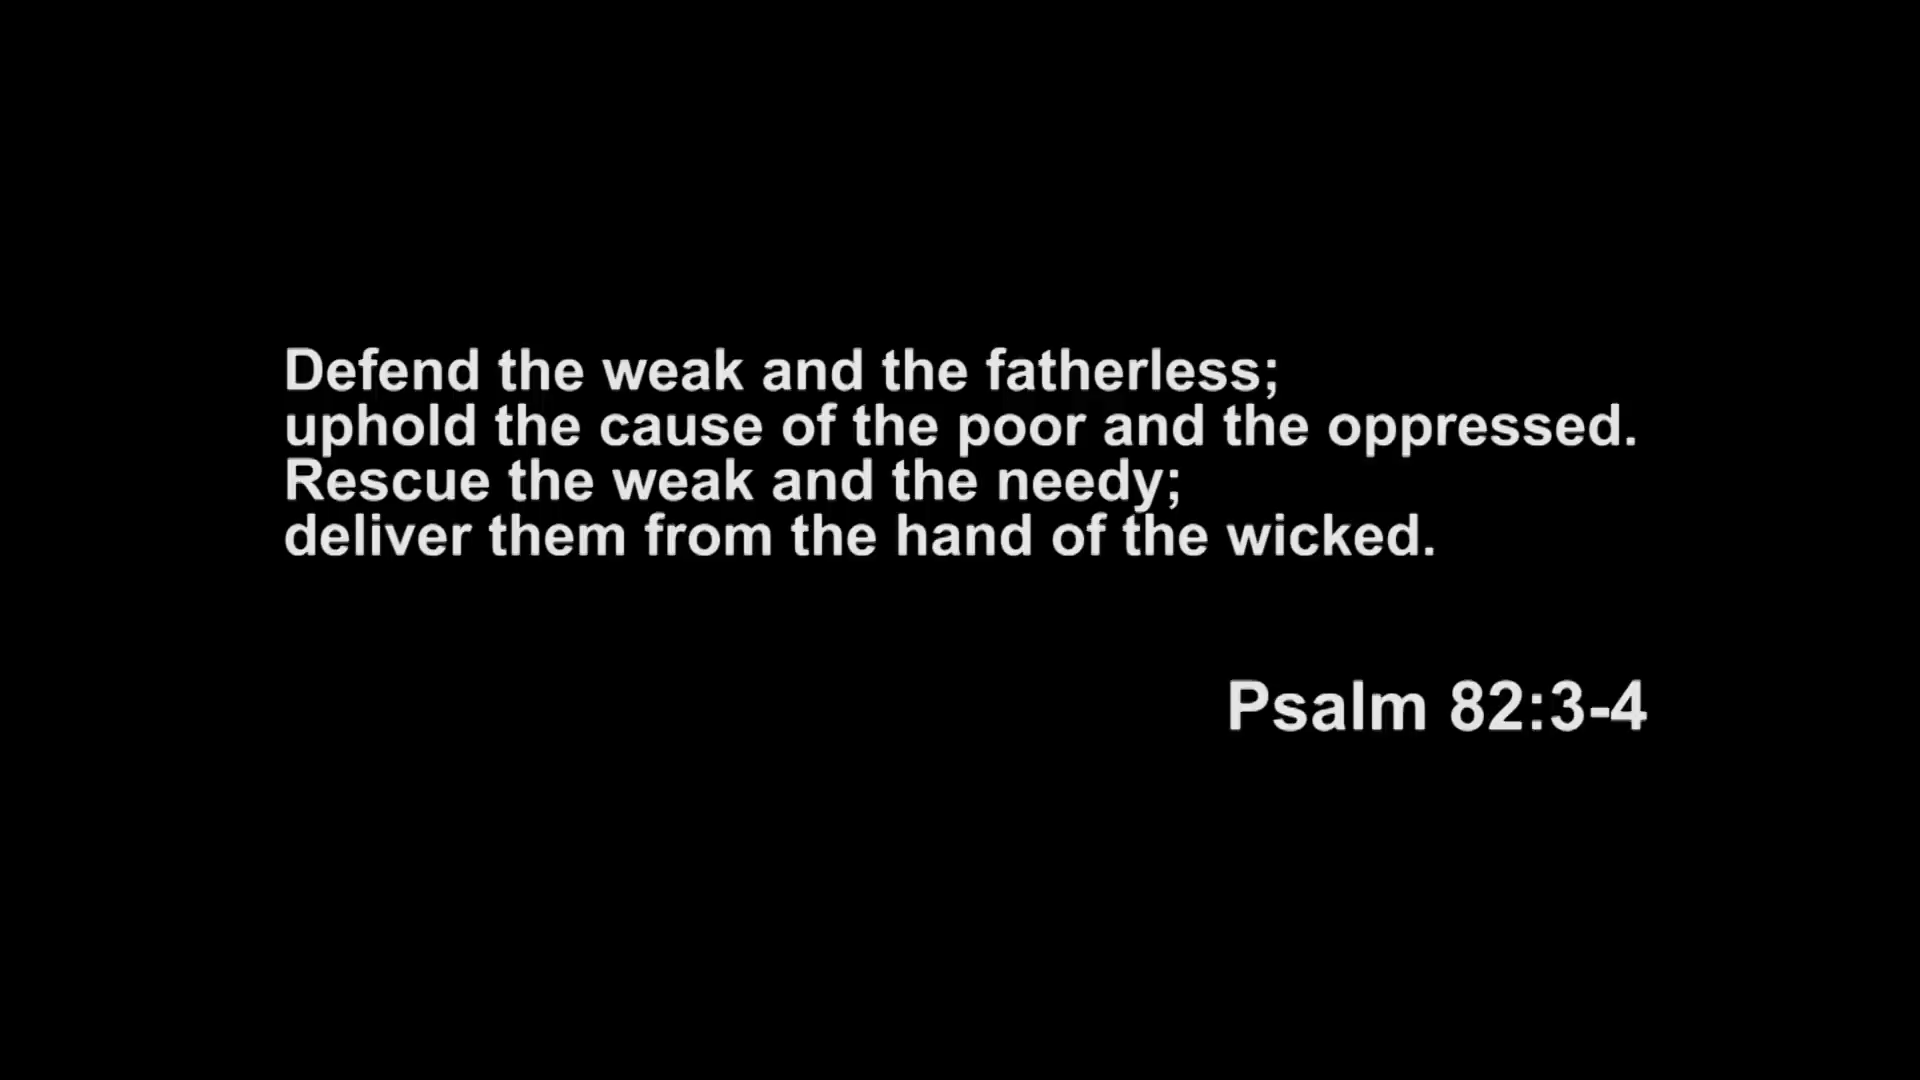 Defend the weak and the fatherless;
uphold the cause of the poor and the oppressed.
Rescue the weak and the needy;
deliver them from the hand of the wicked.
Psalm 82:3-4